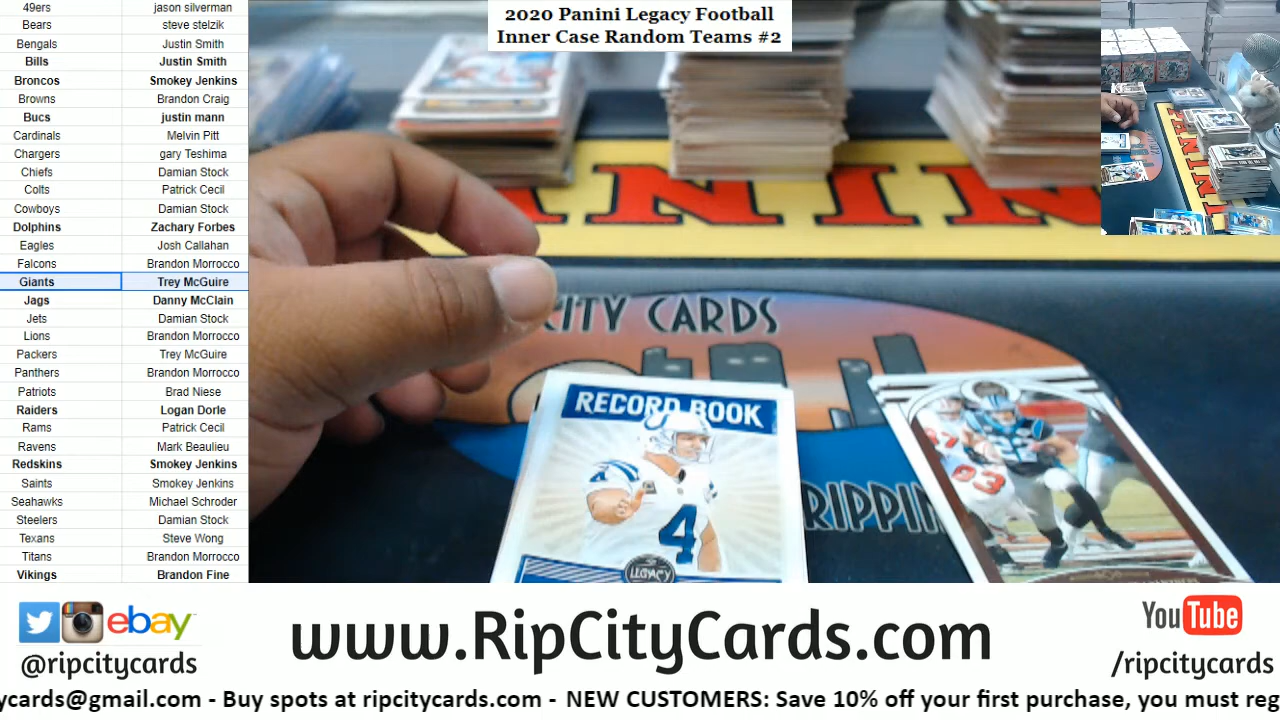 2020 Panini Legacy Football
Inner Case Random Teams #2
49ers jason silverman
Bears steve stelzik
Bengals Justin Smith
Bills Justin Smith
Broncos Smokey Jenkins
Browns Brandon Craig
Bucs justin mann
Cardinals Melvin Pitt
Chargers gary Teshima
Chiefs Damian Stock
Colts Patrick Cecil
Cowboys Damian Stock
Dolphins Zachary Forbes
Eagles Josh Callahan
Falcons Brandon Morrocco
Giants Trey McGuire
Jags Danny McClain
Jets Damian Stock
Lions Brandon Morrocco
Packers Trey McGuire
Panthers Brandon Morrocco
Patriots Brad Niese
Raiders Logan Dorle
Rams Patrick Cecil
Ravens Mark Beaulieu
Redskins Smokey Jenkins
Saints Smokey Jenkins
Seahawks Michael Schroder
Steelers Damian Stock
Texans Steve Wong
Titans Brandon Morrocco
Vikings Brandon Fine
ANINI
CITY CARDS
RECORD BOOK
4
LEGACY
RIPPIN
PANINI
ebay
@ripcitycards
www.RipCityCards.com
YouTube
/ripcitycards
ycards@gmail.com - Buy spots at ripcitycards.com - NEW CUSTOMERS: Save 10% off your first purchase, you must reg